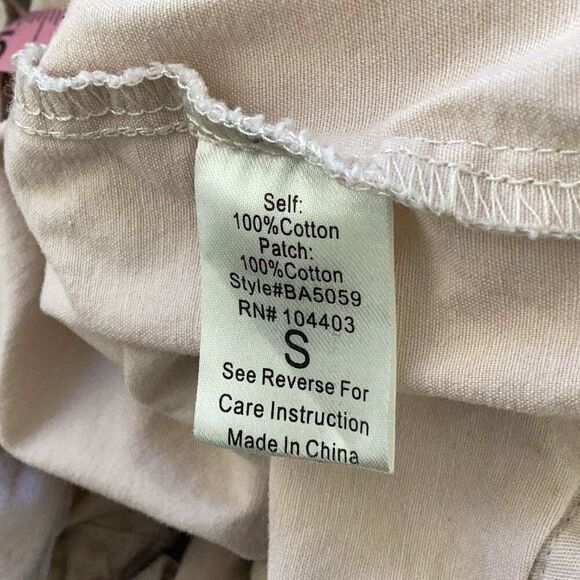 Self:
100%Cotton
Patch:
100%Cotton
Style#BA5059
RN# 104403
S
See Reverse For
Care Instruction
Made In China